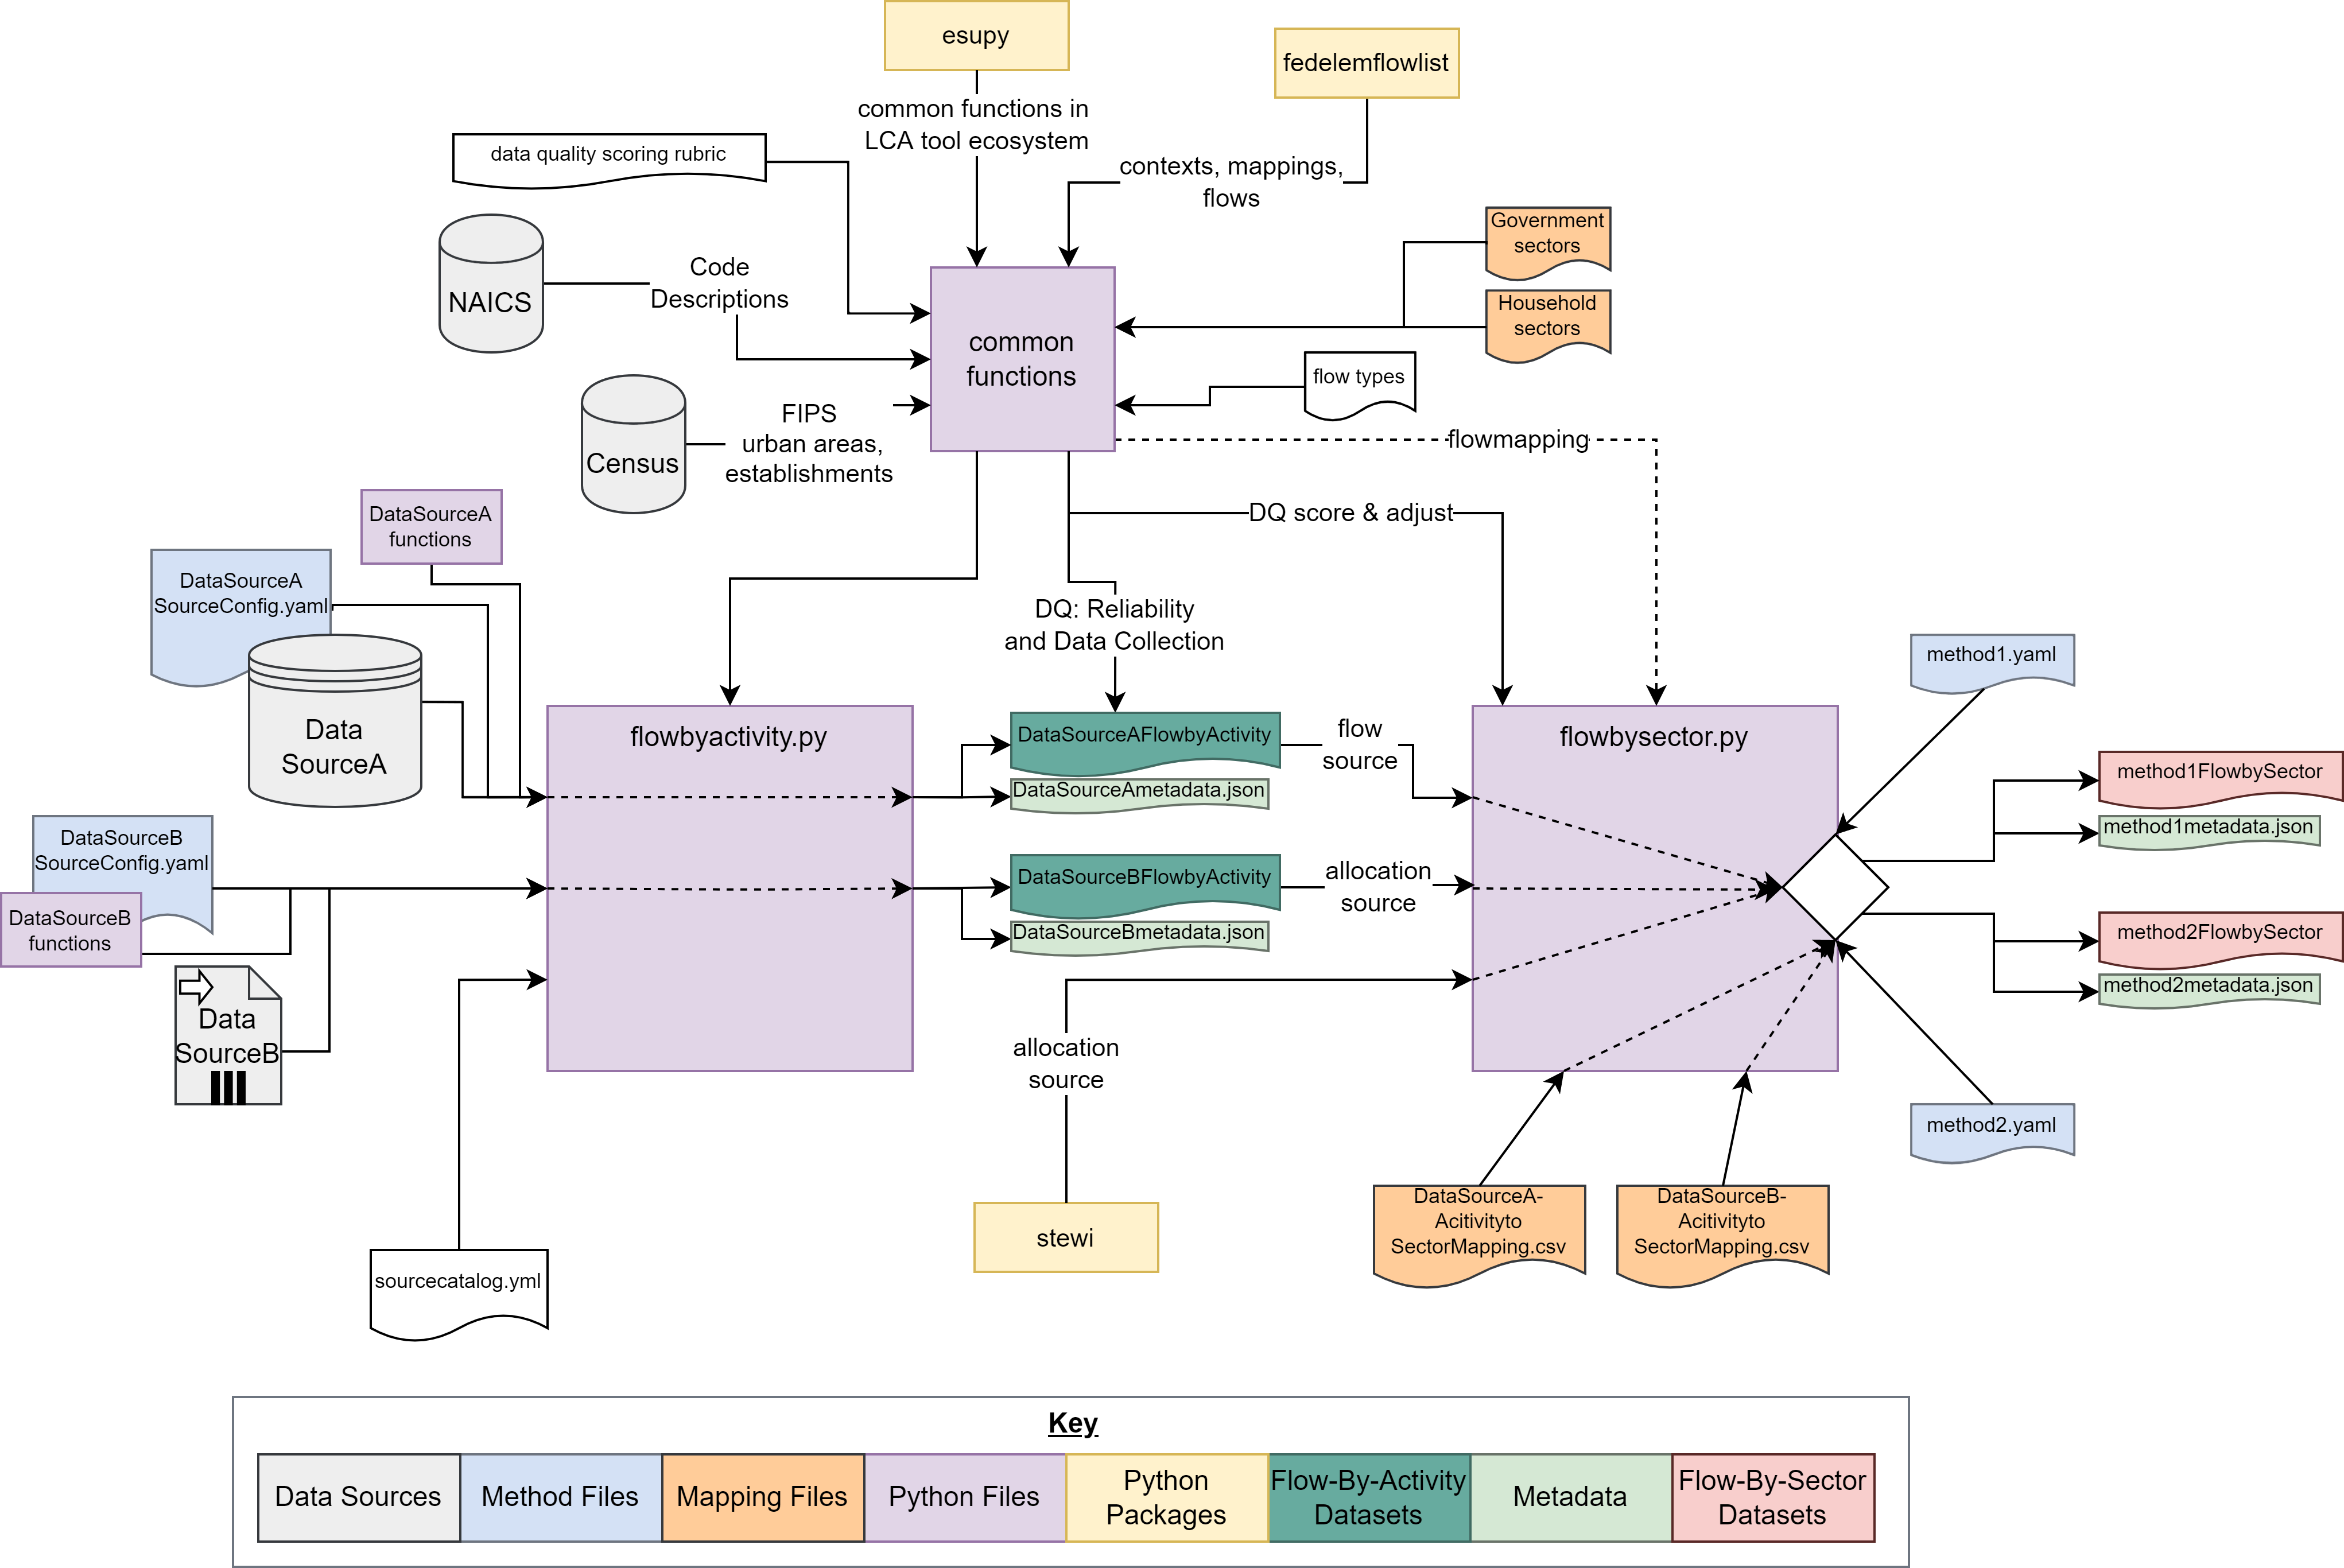 esupy
fedelemflowlist
common functions in
LCA tool ecosystem
data quality scoring rubric
contexts, mappings,
flows
Government
sectors
NAICS
Code
Descriptions
Household
sectors
common
functions
flow types
Census
FIPS
urban areas,
establishments
flowmapping
DataSourceA
functions
DQ score & adjust
DataSourceA
SourceConfig.yaml
DQ: Reliability
and Data Collection
method1.yaml
Data
SourceA
flowbyactivity.py
DataSourceAFlowbyActivity
flow
source
flowbysector.py
DataSourceAmetadata.json
method1FlowbySector
method1metadata.json
DataSourceB
SourceConfig.yaml
DataSourceB
functions
DataSourceBFlowbyActivity
allocation
source
DataSourceBmetadata.json
method2FlowbySector
method2metadata.json
Data
SourceB
allocation
source
method2.yaml
stewi
DataSourceA-
Acitivityto
SectorMapping.csv
DataSourceB-
Acitivityto
SectorMapping.csv
sourcecatalog.yml
Key
Data Sources
Method Files
Mapping Files
Python Files
Python
Packages
Flow-By-Activity
Datasets
Metadata
Flow-By-Sector
Datasets